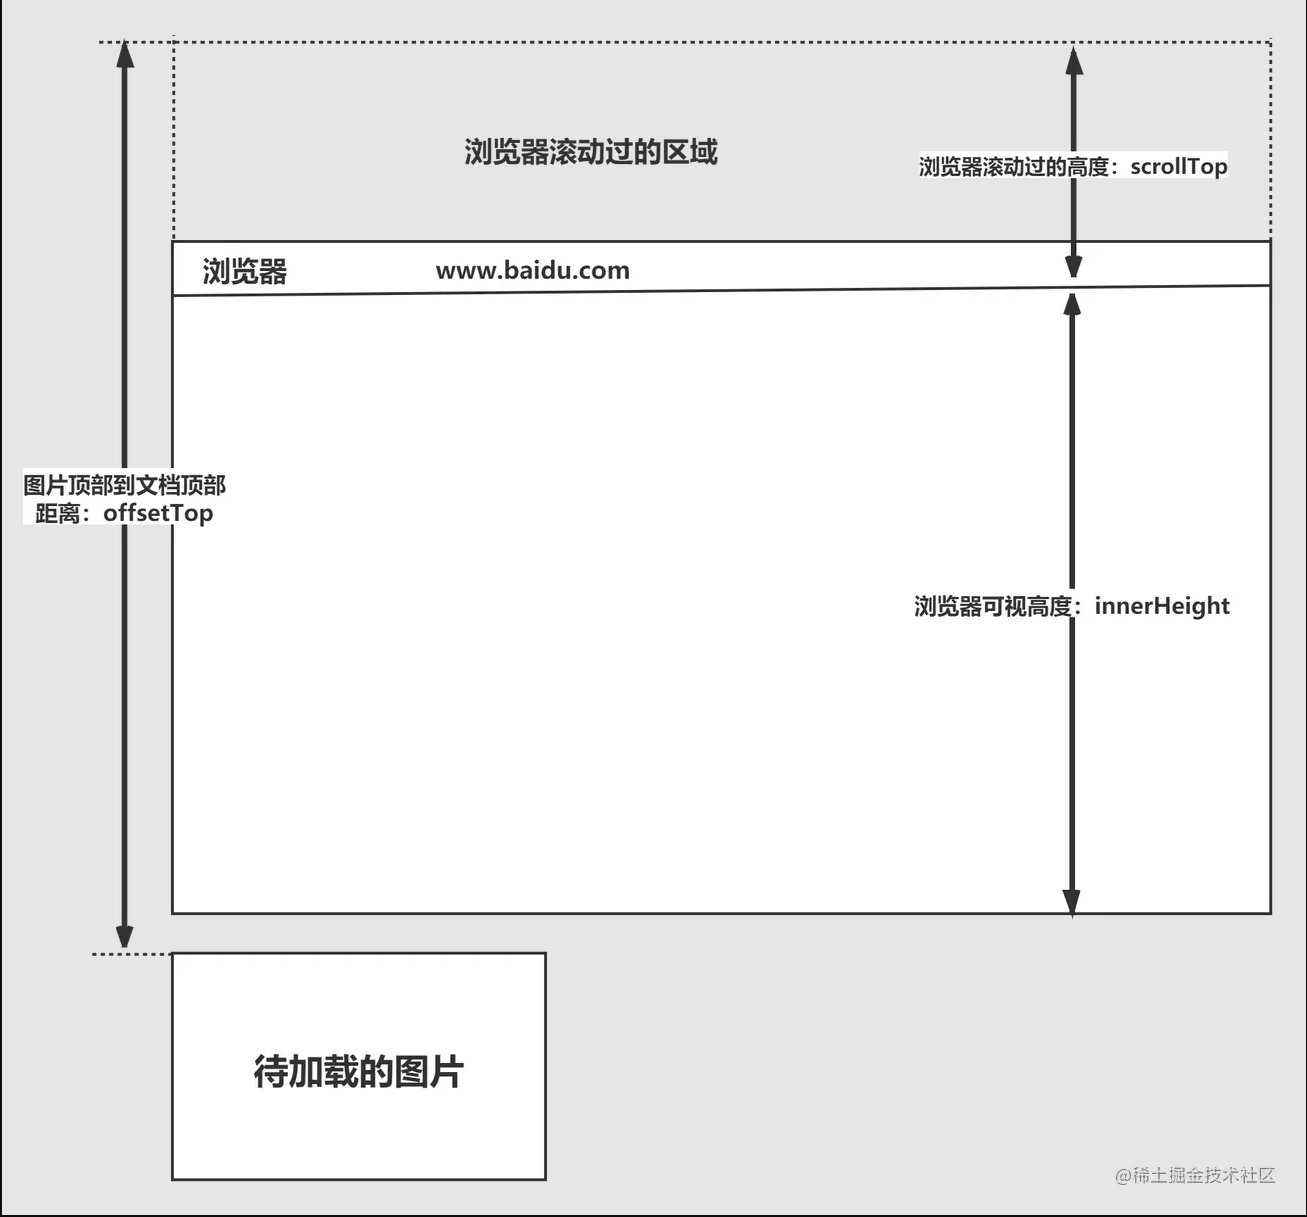 浏览器滚动过的区域
浏览器滚动过的高度：scrollTop
浏览器
www.baidu.com
图片顶部到文档顶部
距离：offsetTop
浏览器可视高度：innerHeight
待加载的图片
@稀土掘金技术社区